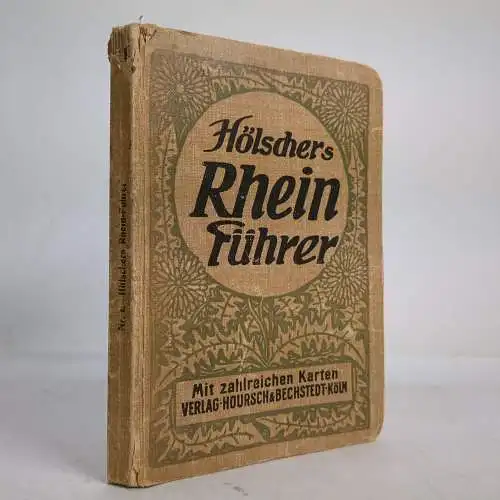 Hölschers
Rhein
Führer
Mit zahlreichen Karten
VERLAG·HOURSCH&BECHSTEDT·KÖLN
Hölschers Rhein-Führer